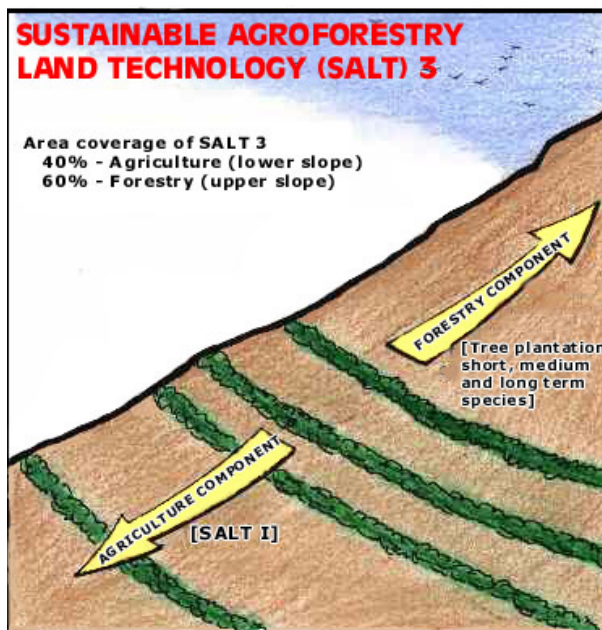 SUSTAINABLE AGROFORESTRY
LAND TECHNOLOGY (SALT) 3
Area coverage of SALT 3
40% - Agriculture (lower slope)
60% - Forestry (upper slope)
FORESTRY COMPONENT
[Tree plantation
short, medium
and long term
species]
AGRICULTURE COMPONENT
[SALT I]